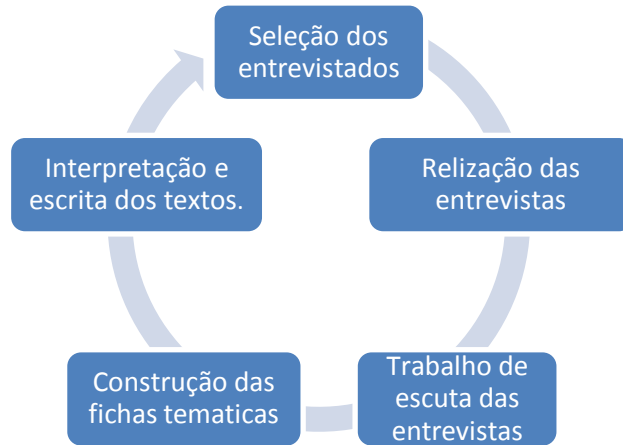 Seleção dos
entrevistados
Relização das
entrevistas
Trabalho de
escuta das
entrevistas
Construção das
fichas tematicas
Interpretação e
escrita dos textos.